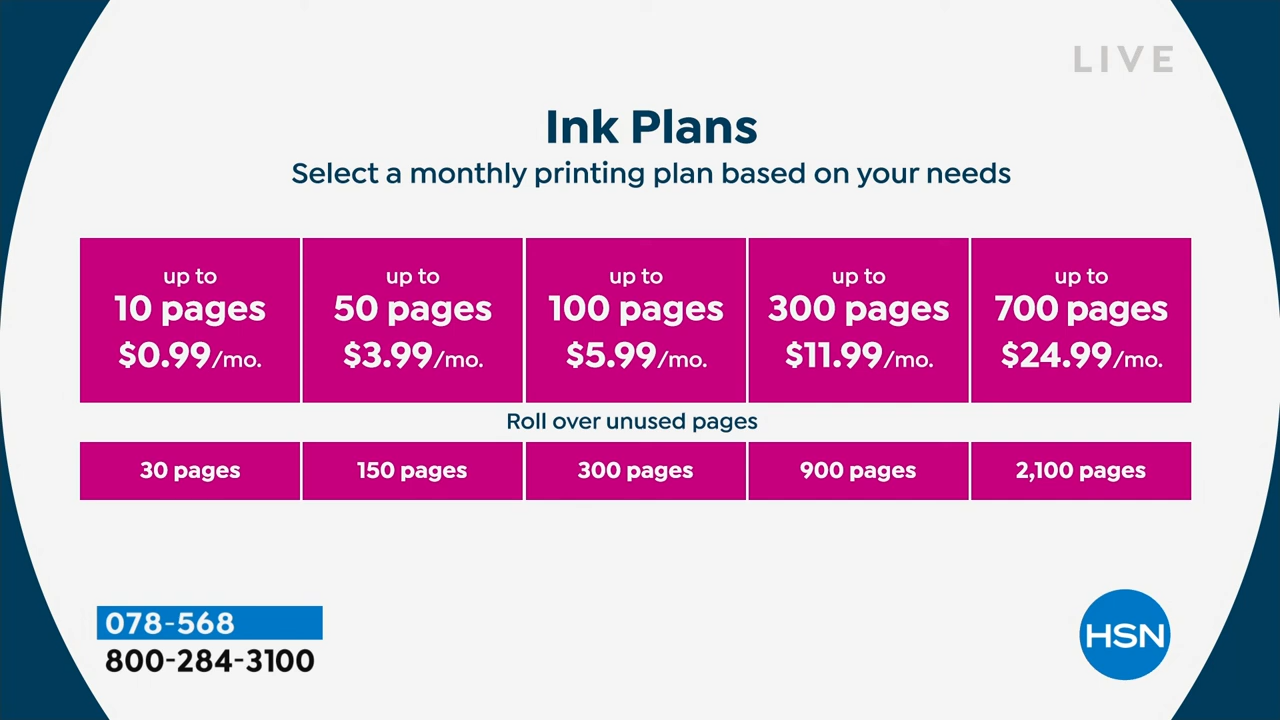 LIVE
Ink Plans
Select a monthly printing plan based on your needs
up to
10 pages
$0.99/mo.
up to
50 pages
$3.99/mo.
up to
100 pages
$5.99/mo.
up to
300 pages
$11.99/mo.
up to
700 pages
$24.99/mo.
Roll over unused pages
30 pages
150 pages
300 pages
900 pages
2,100 pages
078-568
800-284-3100
HSN